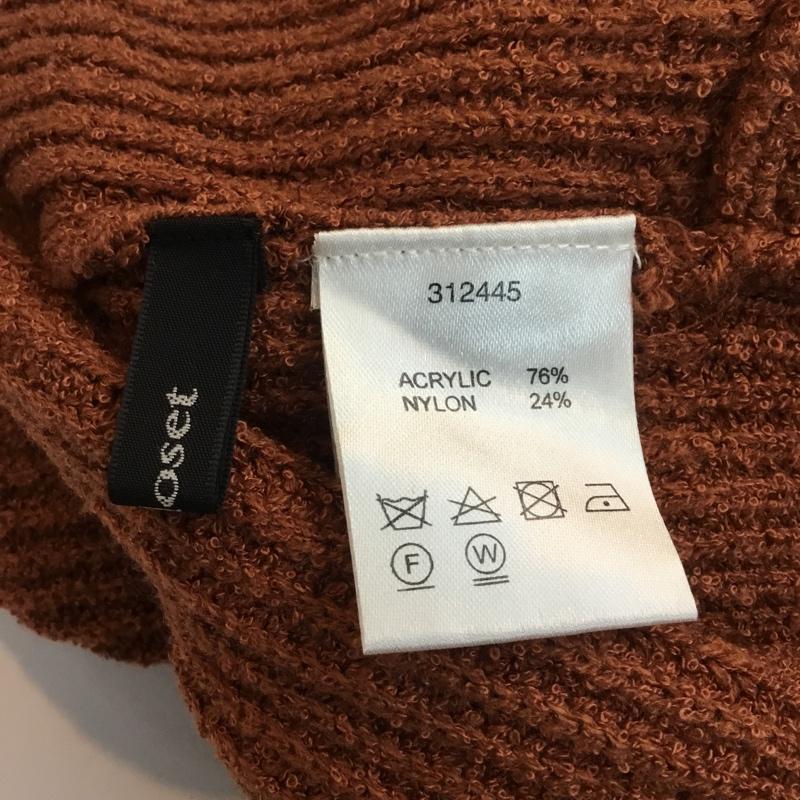 312445
ACRYLIC 76%
NYLON 24%
F W
oset